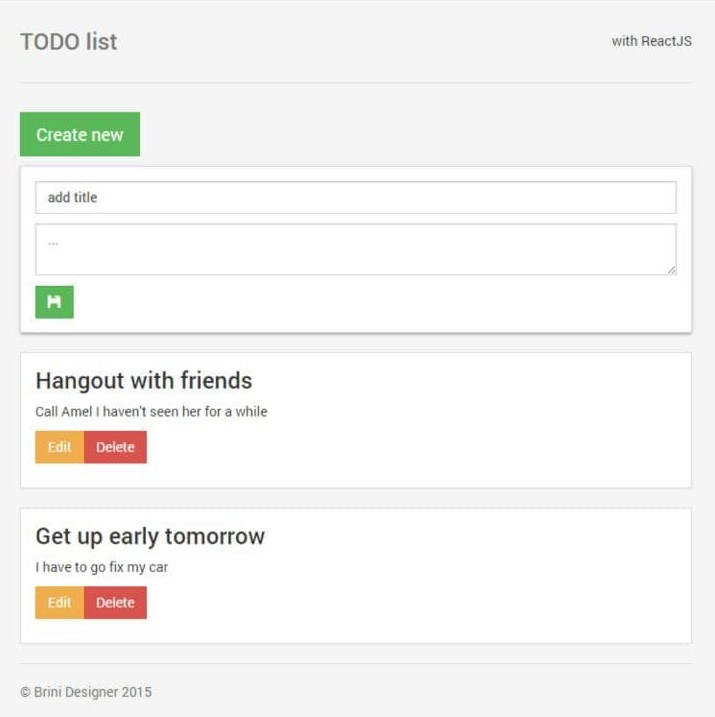 TODO list
with ReactJS
Create new
add title
...
Hangout with friends
Call Amel I haven't seen her for a while
Edit Delete
Get up early tomorrow
I have to go fix my car
Edit Delete
© Brini Designer 2015